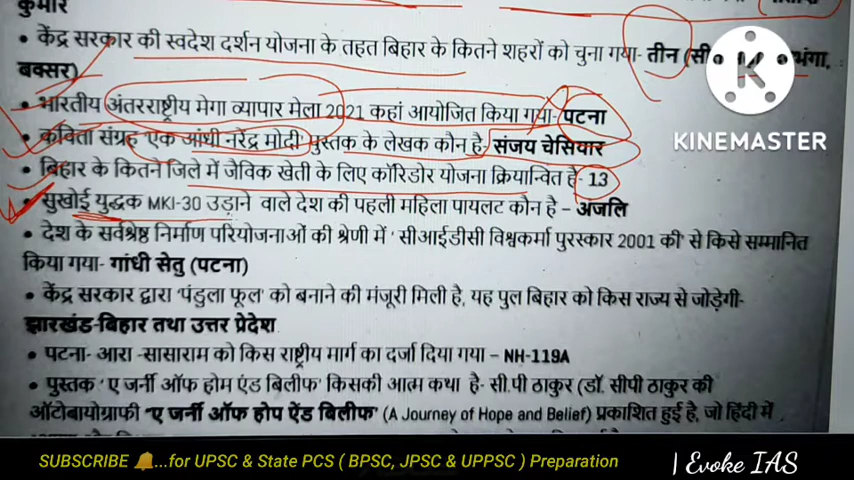 कुमार
• केंद्र सरकार की स्वदेश दर्शन योजना के तहत बिहार के कितने शहरों को चुना गया- तीन
बक्सर)
• भारतीय अंतरराष्ट्रीय मेगा व्यापार मेला 2021 कहां आयोजित किया गया- पटना
• कविता संग्रह 'एक आंधी नरेंद्र मोदी' पुस्तक के लेखक कौन है- संजय चेसियार
• बिहार के कितने जिले में जैविक खेती के लिए कॉरिडोर योजना क्रियान्वित है- 13
• सुखोई युद्धक MKI-30 उड़ाने वाले देश की पहली महिला पायलट कौन है – अजलि
• देश के सर्वश्रेष्ठ निर्माण परियोजनाओं की श्रेणी में ' सीआईडीसी विश्वकर्मा पुरस्कार 2001 की' से किसे सम्मानित
किया गया- गांधी सेतु (पटना)
• केंद्र सरकार द्वारा 'पंडुला फूल' को बनाने की मंजूरी मिली है, यह पुल बिहार को किस राज्य से जोड़ेगी-
झारखंड-बिहार तथा उत्तर प्रदेश
• पटना- आरा -सासाराम को किस राष्ट्रीय मार्ग का दर्जा दिया गया – NH-119A
• पुस्तक ' ए जर्नी ऑफ होम एंड बिलीफ' किसकी आत्म कथा है- सी.पी ठाकुर (डॉ. सीपी ठाकुर की
ऑटोबायोग्राफी 'ए जर्नी ऑफ होप ऐंड बिलीफ' (A Journey of Hope and Belief) प्रकाशित हुई है, जो हिंदी में
K
KINEMASTER
SUBSCRIBE 🔔...for UPSC & State PCS ( BPSC, JPSC & UPPSC ) Preparation
| Evoke IAS